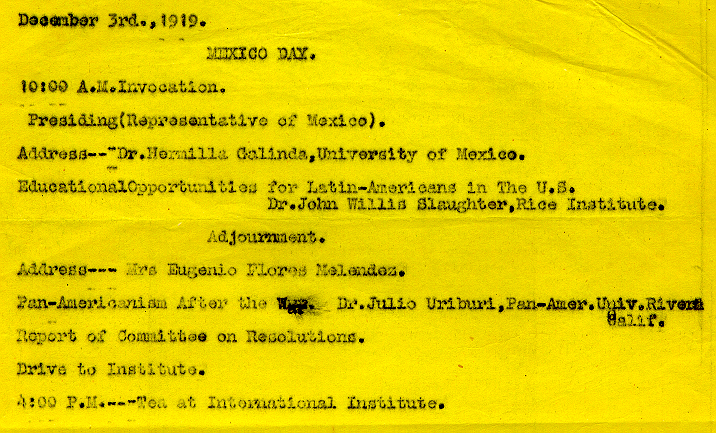 December 3rd.,1919.
MEXICO DAY.
10:00 A.M.Invocation.
Presiding(Representative of Mexico).
Address--"Dr.Hermilla Galinda,University of Mexico.
EducationalOpportunities for Latin-Americans in The U.S.
Dr.John Willis Slaughter,Rice Institute.
Adjournment.
Address--- Mrs Eugenio Flores Melendez.
Pan-Americanism After the War. Dr.Julio Uriburi,Pan-Amer.Univ.Rivera
Calif.
Report of Committee on Resolutions.
Drive to Institute.
4:00 P.M.---Tea at International Institute.